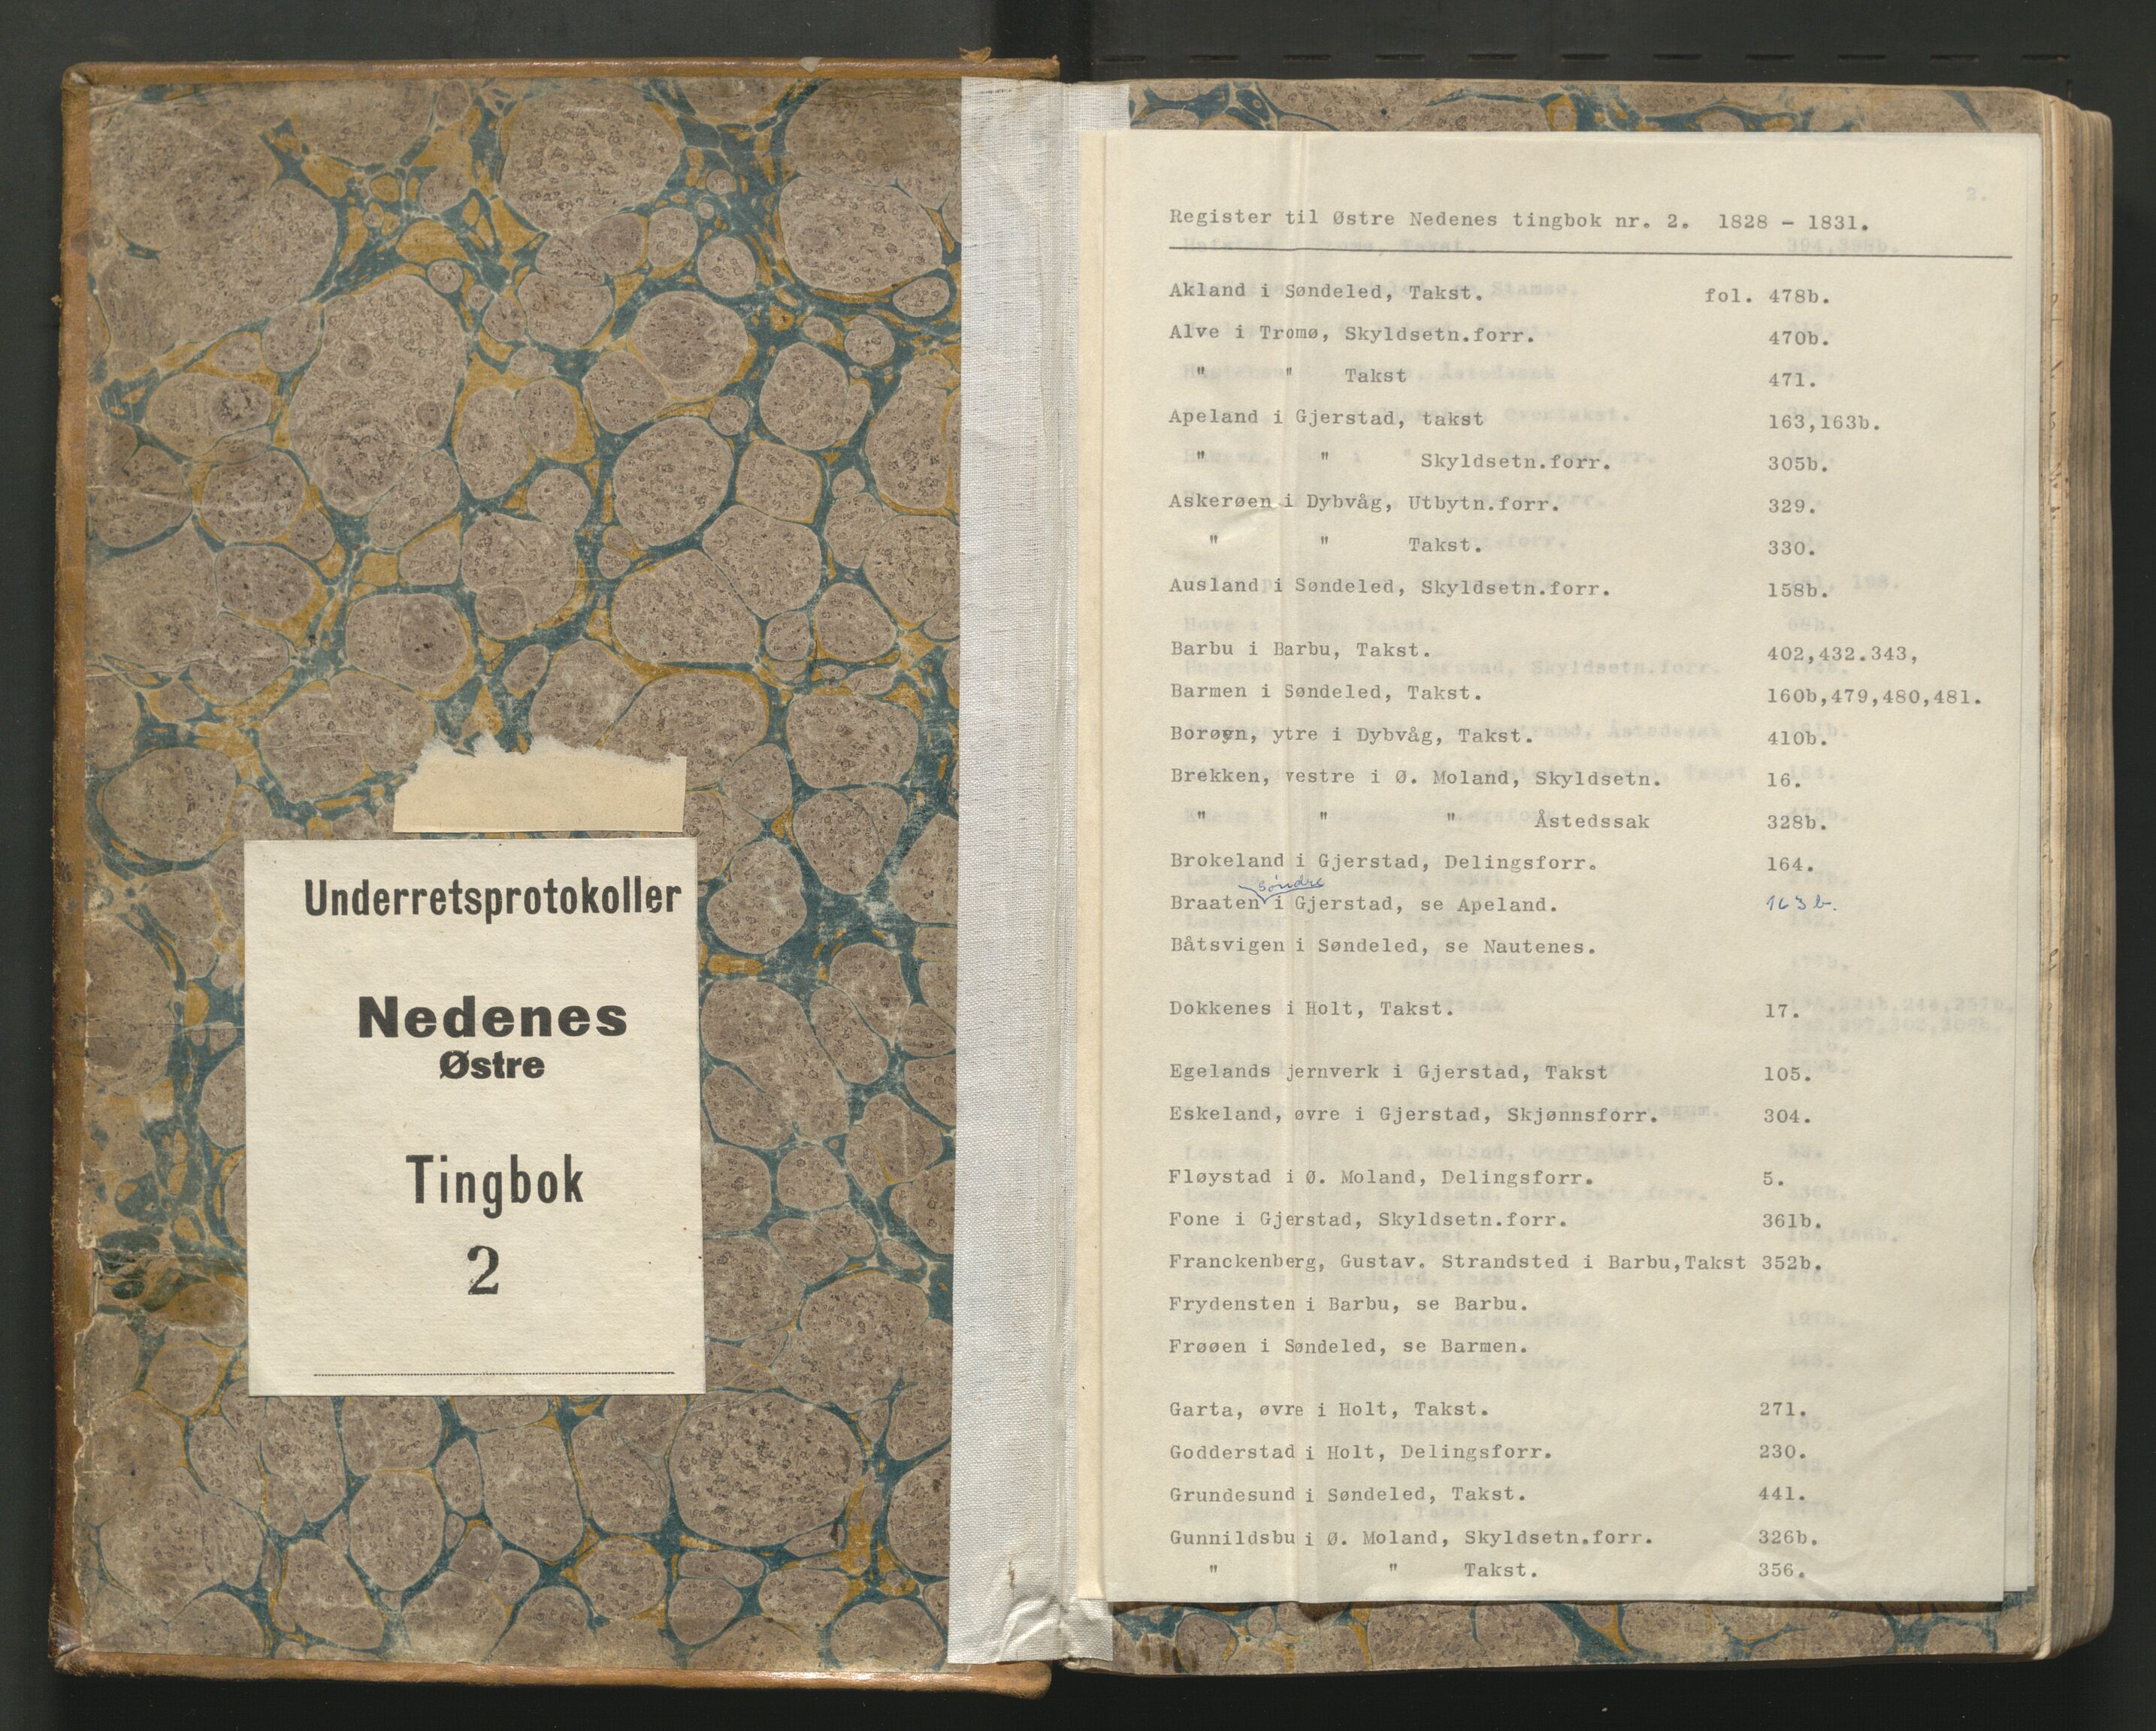 Underretsprotokoller
Nedenes
Østre
Tingbok
2
Register til Østre Nedenes tingbok nr. 2. 1828 - 1831.
Akland i Søndeled, Takst. fol. 478b.
Alve i Tromø, Skyldsetn.forr. 470b.
" " Takst 471.
Apeland i Gjerstad, takst 163,163b.
" " Skyldsetn.forr. 305b.
Askerøen i Dybvåg, Utbytn.forr. 329.
" " Takst. 330.
Ausland i Søndeled, Skyldsetn.forr. 158b.
Barbu i Barbu, Takst. 402,432.343,
Barmen i Søndeled, Takst. 160b,479,480,481.
Borøyn, ytre i Dybvåg, Takst. 410b.
Brekken, vestre i Ø. Moland, Skyldsetn. 16.
" " " Åstedssak 328b.
Brokeland i Gjerstad, Delingsforr. 164.
søndre
Braaten i Gjerstad, se Apeland. 163b.
Båtsvigen i Søndeled, se Nautenes.
Dokkenes i Holt, Takst. 17.
Egelands jernverk i Gjerstad, Takst 105.
Eskeland, øvre i Gjerstad, Skjønnsforr. 304.
Fløystad i Ø. Moland, Delingsforr. 5.
Fone i Gjerstad, Skyldsetn.forr. 361b.
Franckenberg, Gustav. Strandsted i Barbu,Takst 352b.
Frydensten i Barbu, se Barbu.
Frøøen i Søndeled, se Barmen.
Garta, øvre i Holt, Takst. 271.
Godderstad i Holt, Delingsforr. 230.
Grundesund i Søndeled, Takst. 441.
Gunnildsbu i Ø. Moland, Skyldsetn.forr. 326b.
" " Takst. 356.